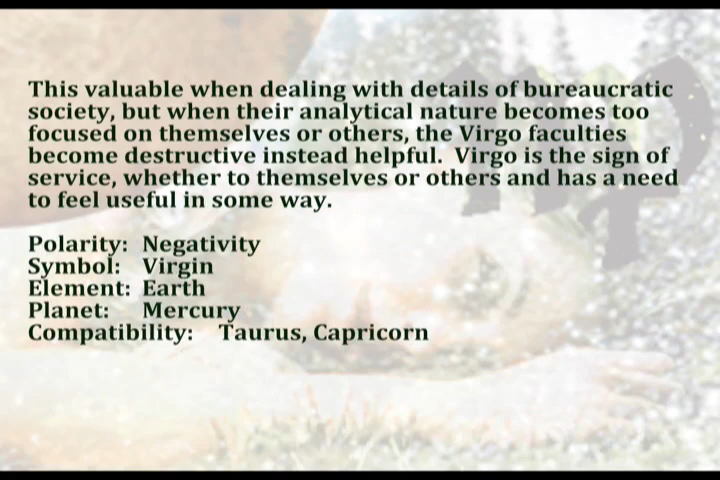 This valuable when dealing with details of bureaucratic
society, but when their analytical nature becomes too
focused on themselves or others, the Virgo faculties
become destructive instead helpful. Virgo is the sign of
service, whether to themselves or others and has a need
to feel useful in some way.
Polarity: Negativity
Symbol: Virgin
Element: Earth
Planet: Mercury
Compatibility: Taurus, Capricorn